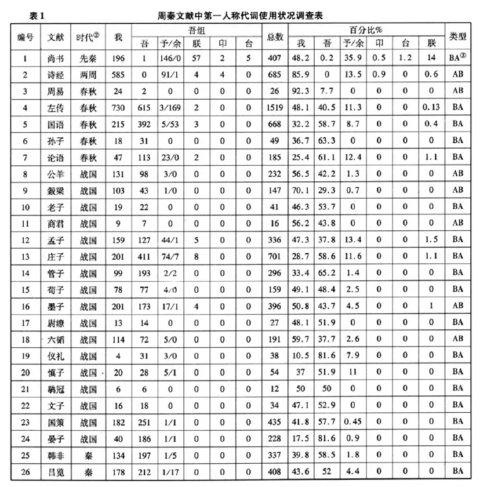 表 1 周秦文献中第一人称代词使用状况调查表
编号 文献 时代② 我 吾组 总数 百分比% 类型
吾 予/余 朕 卬 台 我 吾 予/余 卬 台 朕
1 尚书 先秦 196 1 146/0 57 2 5 407 48.2 0.2 35.9 0.5 1.2 14 BA③
2 诗经 两周 585 0 91/1 4 4 0 685 85.9 0 13.5 0.9 0 0.6 AB
3 周易 春秋 24 2 0 0 0 0 26 92.3 7.7 0 0 0 0 AB
4 左传 春秋 730 615 3/169 2 0 0 1519 48.1 40.5 11.3 0 0 0.13 BA
5 国语 春秋 215 392 5/53 3 0 0 668 32.2 58.7 8.7 0 0 0.4 BA
6 孙子 春秋 18 31 0 0 0 0 49 36.7 63.3 0 0 0 0 BA
7 论语 春秋 47 113 23/0 2 0 0 185 25.4 61.1 12.4 0 0 1.1 BA
8 公羊 战国 131 98 3/0 0 0 0 232 56.5 42.2 1.3 0 0 0 AB
9 穀梁 战国 103 43 1/0 0 0 0 147 70.1 29.3 0.7 0 0 0 AB
10 老子 战国 19 22 0 0 0 0 41 46.3 53.7 0 0 0 0 BA
11 商君 战国 9 7 0 0 0 0 16 56.2 43.8 0 0 0 0 AB
12 孟子 战国 159 127 44/1 5 0 0 336 47.3 37.8 13.4 0 0 1.5 BA
13 庄子 战国 201 411 74/7 8 0 0 701 28.7 58.6 11.6 0 0 1.1 BA
14 管子 战国 99 193 2/2 0 0 0 296 33.4 65.2 1.4 0 0 0 BA
15 荀子 战国 78 77 4/0 0 0 0 159 49.1 48.4 2.5 0 0 0 BA
16 墨子 战国 201 173 17/1 4 0 0 396 50.8 43.7 4.5 0 0 1 AB
17 尉缭 战国 13 14 0 0 0 0 27 48.1 51.9 0 0 0 0 BA
18 六韬 战国 114 72 5/0 0 0 0 191 59.7 37.7 2.6 0 0 0 AB
19 仪礼 战国 4 31 3/0 0 0 0 38 10.5 81.6 7.9 0 0 0 BA
20 慎子 战国 20 28 5/1 0 0 0 54 37 51.9 11 0 0 0 BA
21 鹖冠 战国 6 6 0 0 0 0 12 50 50 0 0 0 0 BA
22 文子 战国 16 18 0 0 0 0 34 47.1 52.9 0 0 0 0 BA
23 国策 战国 182 251 1/1 0 0 0 435 41.8 57.7 0.45 0 0 0 BA
24 晏子 战国 40 186 1/1 0 0 0 228 17.5 81.6 0.9 0 0 0 BA
25 韩非 秦 134 197 1/5 0 0 0 337 39.8 58.5 1.8 0 0 0 BA
26 吕览 秦 178 212 1/17 0 0 0 408 43.6 52 4.4 0 0 0 BA